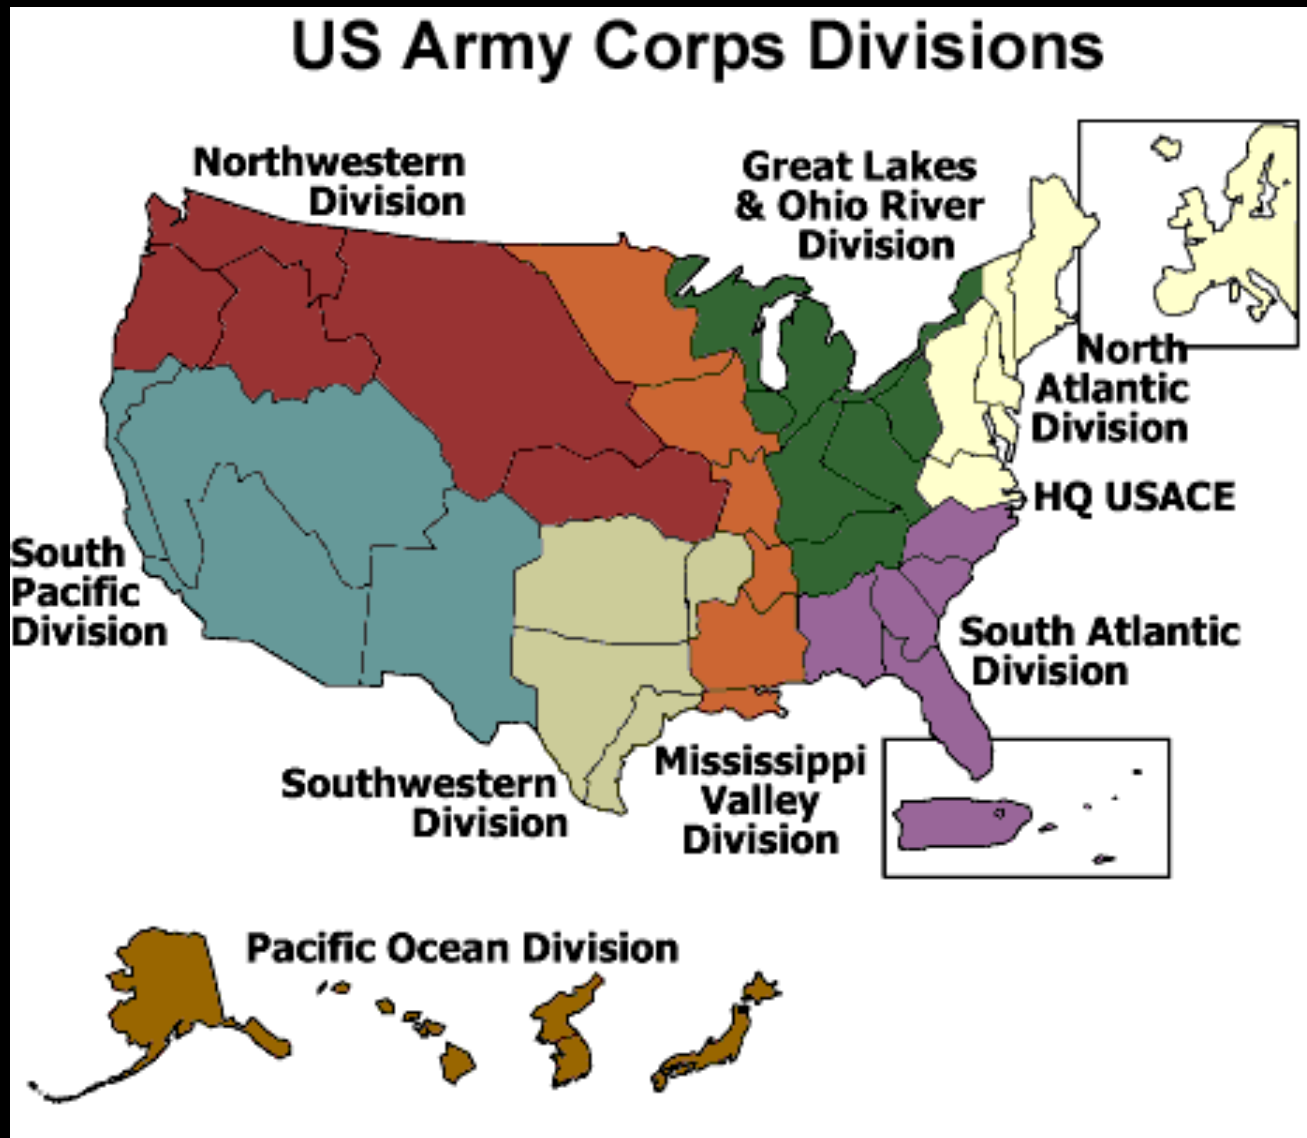 US Army Corps Divisions
Northwestern
Division
Great Lakes
& Ohio River
Division
North
Atlantic
Division
HQ USACE
South
Pacific
Division
South Atlantic
Division
Southwestern
Division
Mississippi
Valley
Division
Pacific Ocean Division